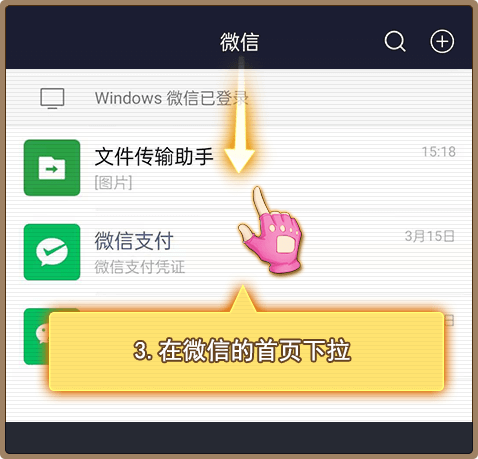 微信
Windows 微信已登录
文件传输助手
15:18
[图片]
微信支付
3月15日
微信支付凭证
日
3. 在微信的首页下拉